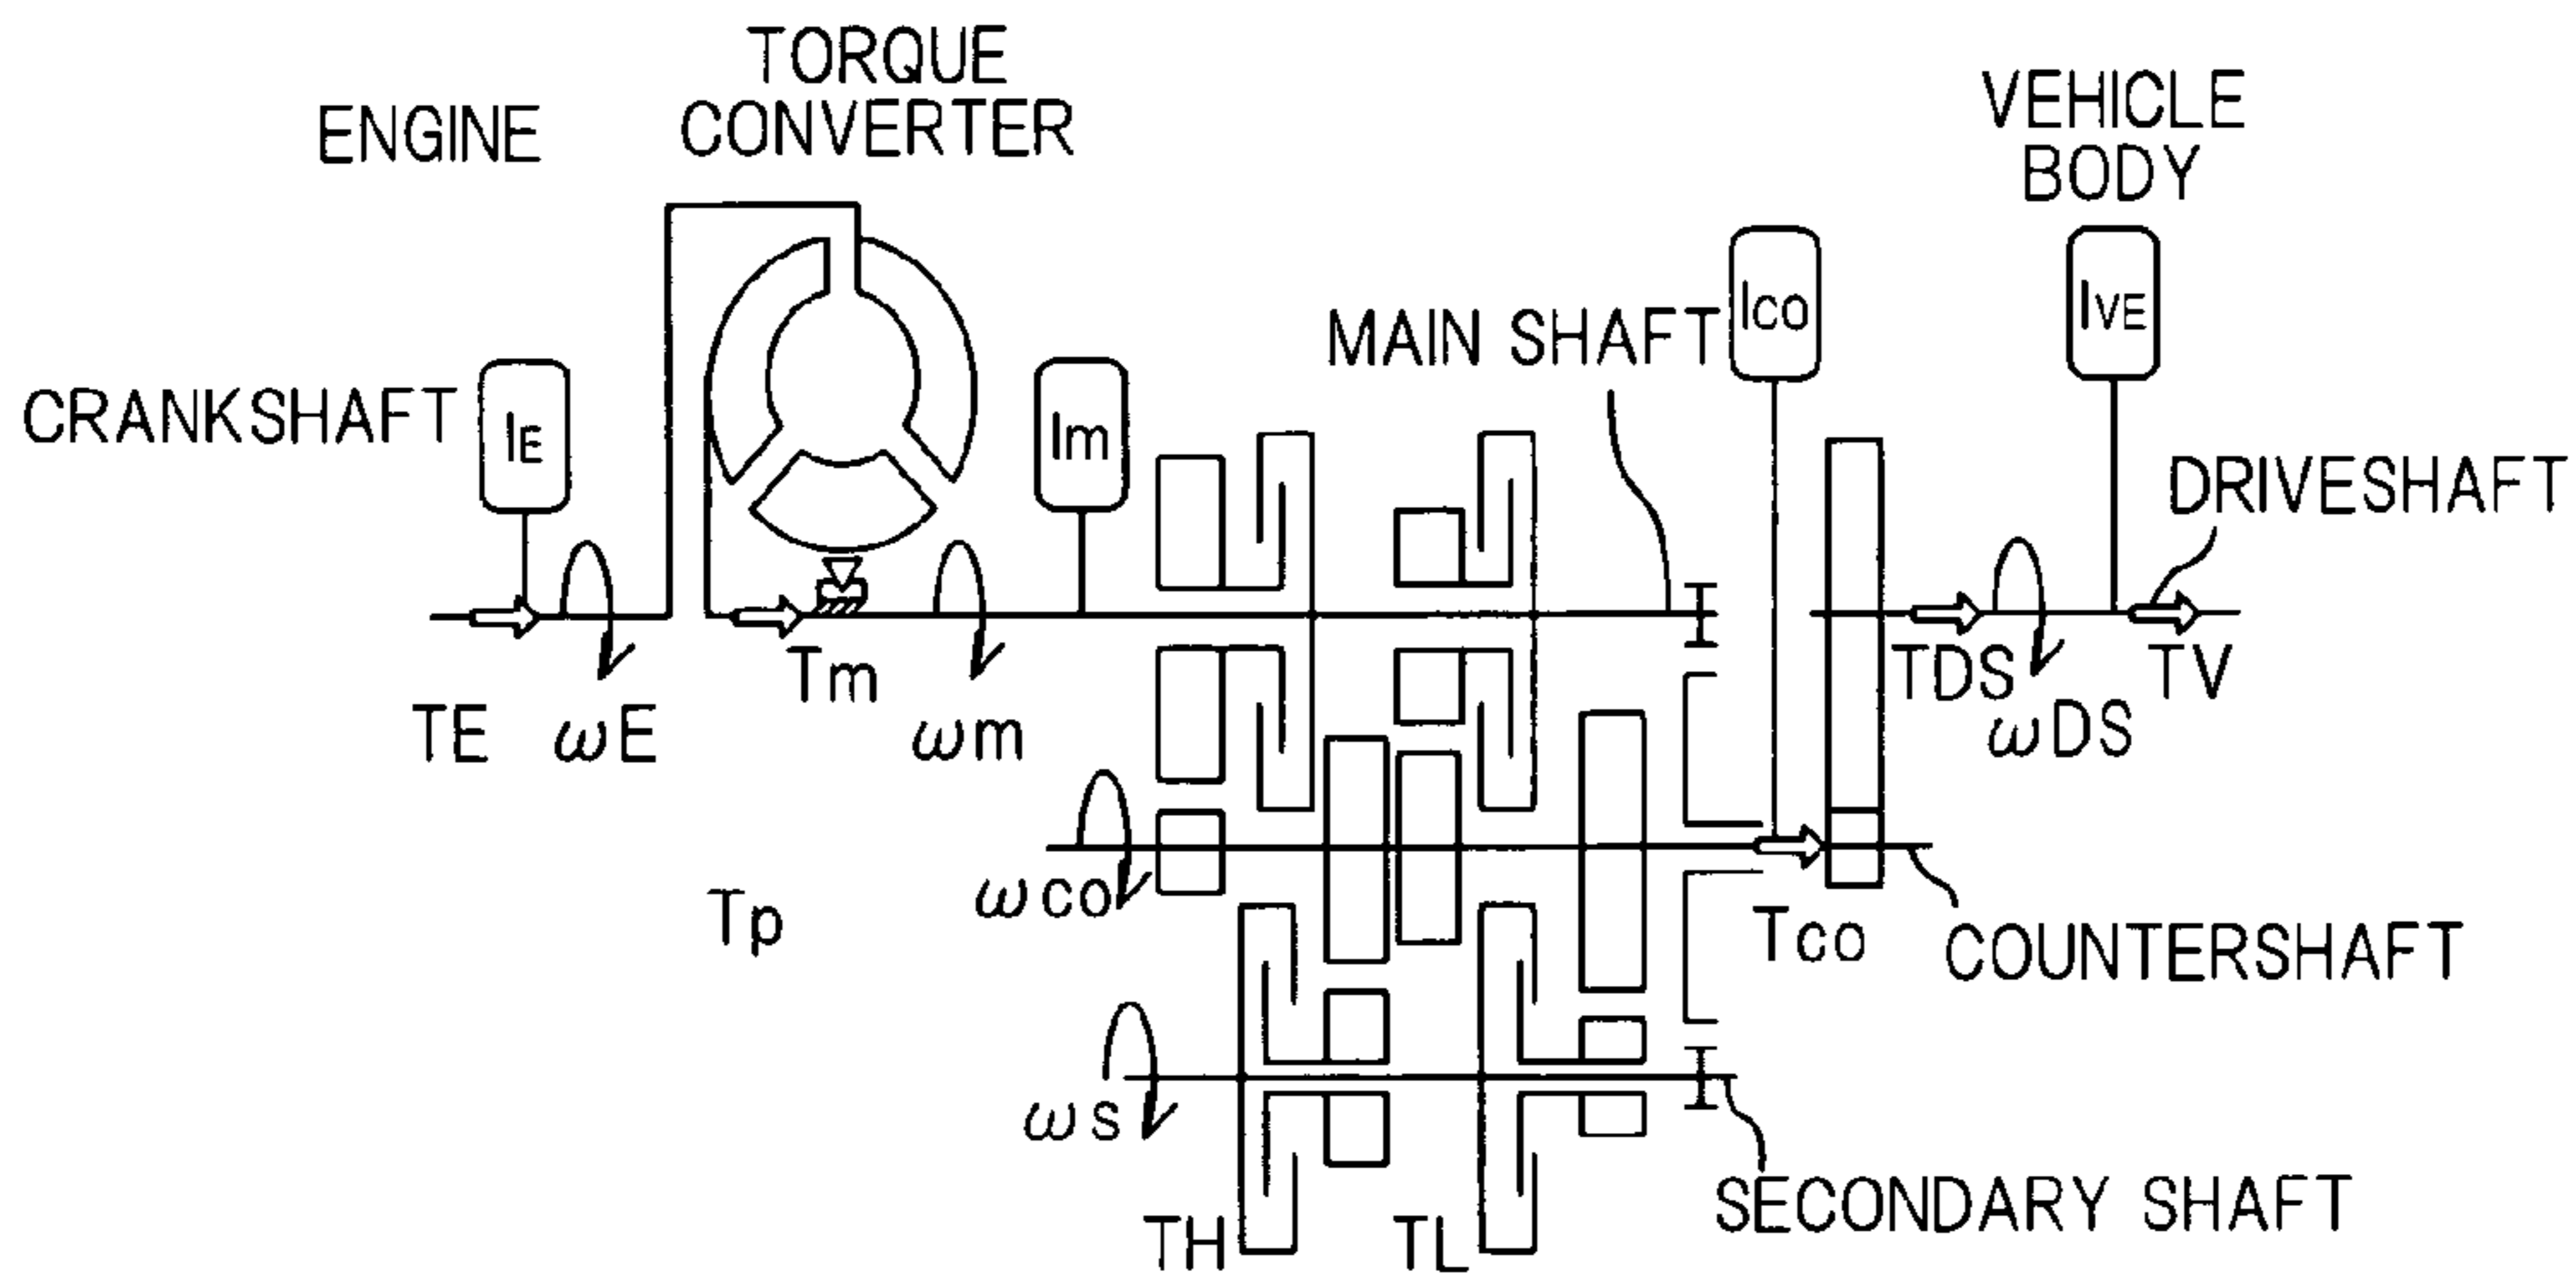 TORQUE
CONVERTER
ENGINE
VEHICLE
BODY
CRANKSHAFT
IE
Im
MAIN SHAFT
ICO
IVE
DRIVESHAFT
TE
ωE
Tm
ωm
TDS
ωDS
TV
Tp
ωco
Tco
COUNTERSHAFT
ωs
TH
TL
SECONDARY SHAFT